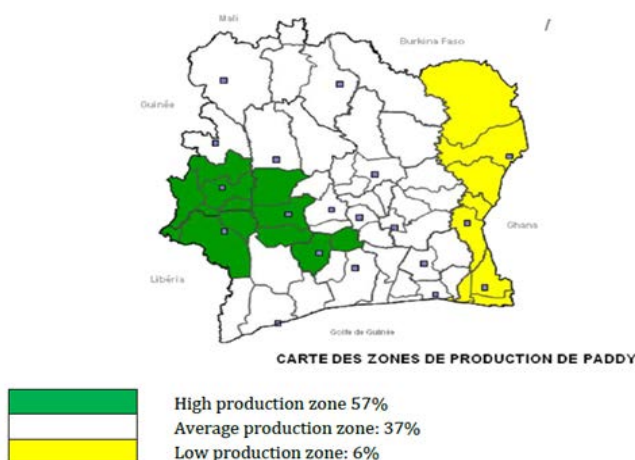 Mali
Burkina Faso
Guinée
Ghana
Libéria
Golfe de Guinée
CARTE DES ZONES DE PRODUCTION DE PADDY
High production zone 57%
Average production zone: 37%
Low production zone: 6%